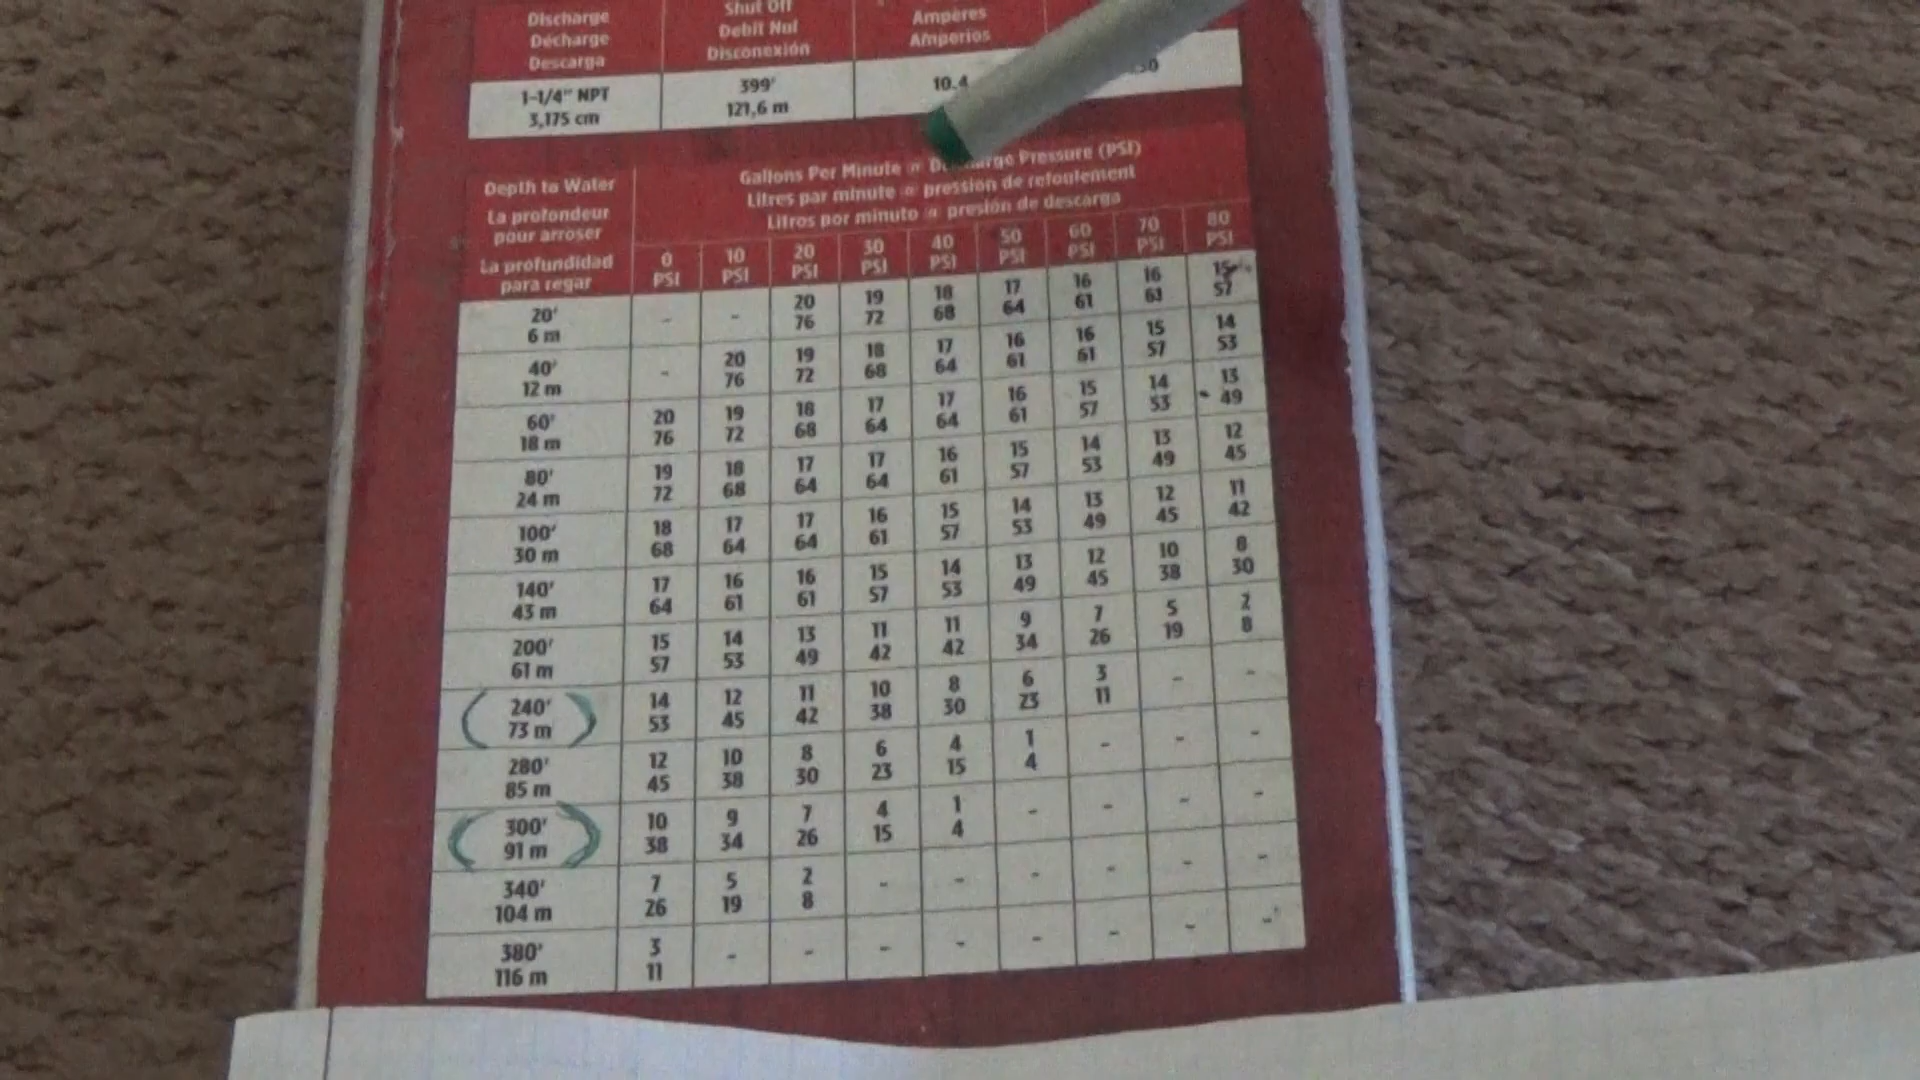 Discharge
Décharge
Descarga
Shut Off
Debit Nul
Disconexión
Ampères
Amperios
1-1/4" NPT
3,175 cm
399'
121,6 m
10.4
Depth to Water
La profondeur
pour arroser
La profundidad
para regar
Gallons Per Minute @ Discharge Pressure (PSI)
Litres par minute @ pression de refoulement
Litros por minuto @ presión de descarga
0 PSI 10 PSI 20 PSI 30 PSI 40 PSI 50 PSI 60 PSI 70 PSI 80 PSI
20' - - 20 19 18 17 16 16 15
6 m 76 72 68 64 61 61 57
40' - 20 19 18 17 16 16 15 14
12 m 76 72 68 64 61 61 57 53
60' 20 19 18 17 17 16 15 14 13
18 m 76 72 68 64 64 61 57 53 49
80' 19 18 17 17 16 15 14 13 12
24 m 72 68 64 64 61 57 53 49 45
100' 18 17 17 16 15 14 13 12 11
30 m 68 64 64 61 57 53 49 45 42
140' 17 16 16 15 14 13 12 10 8
43 m 64 61 61 57 53 49 45 38 30
200' 15 14 13 11 11 9 7 5 2
61 m 57 53 49 42 42 34 26 19 8
240' 14 12 11 10 8 6 3 - -
73 m 53 45 42 38 30 23 11
280' 12 10 8 6 4 1 - - -
85 m 45 38 30 23 15 4
300' 10 9 7 4 1 - - - -
91 m 38 34 26 15 4
340' 7 5 2 - - - - - -
104 m 26 19 8
380' 3 - - - - - - - -
116 m 11